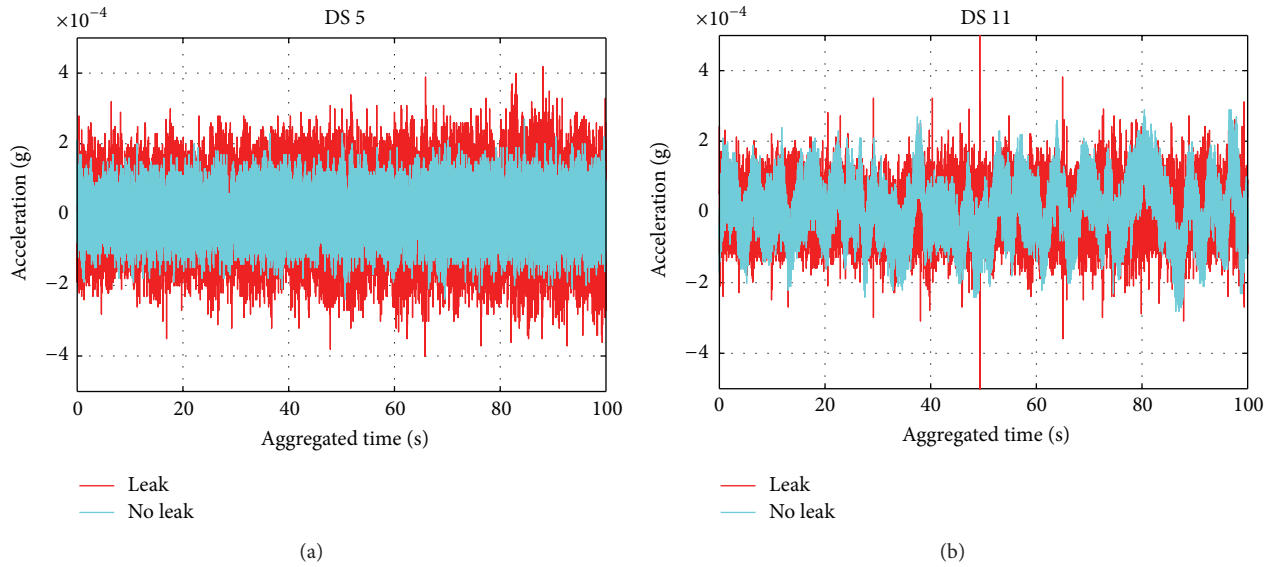 DS 5
×10−4
4
2
0
−2
−4
Acceleration (g)
0
20
40
60
80
100
Aggregated time (s)
Leak
No leak
(a)
DS 11
×10−4
4
2
0
−2
−4
Acceleration (g)
0
20
40
60
80
100
Aggregated time (s)
Leak
No leak
(b)